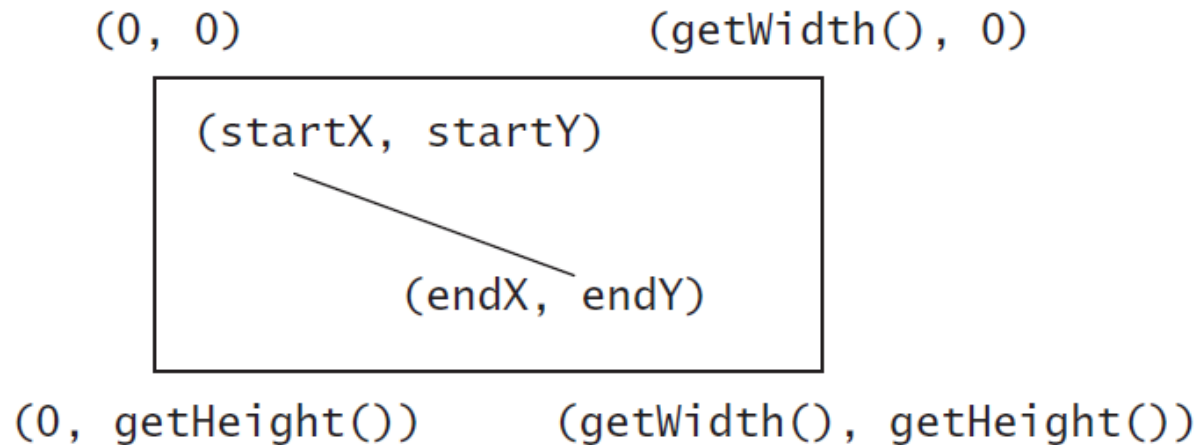 (0, 0) (getWidth(), 0)
(startX, startY)
(endX, endY)
(0, getHeight()) (getWidth(), getHeight())